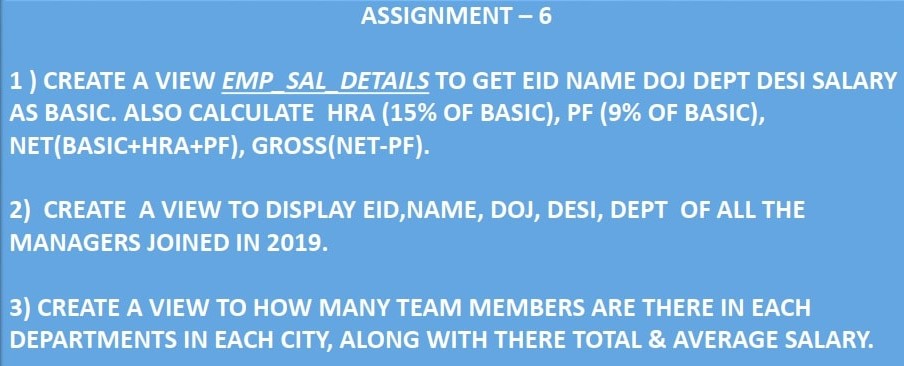 ASSIGNMENT – 6
1 ) CREATE A VIEW EMP_SAL_DETAILS TO GET EID NAME DOJ DEPT DESI SALARY
AS BASIC. ALSO CALCULATE HRA (15% OF BASIC), PF (9% OF BASIC),
NET(BASIC+HRA+PF), GROSS(NET-PF).
2) CREATE A VIEW TO DISPLAY EID,NAME, DOJ, DESI, DEPT OF ALL THE
MANAGERS JOINED IN 2019.
3) CREATE A VIEW TO HOW MANY TEAM MEMBERS ARE THERE IN EACH
DEPARTMENTS IN EACH CITY, ALONG WITH THERE TOTAL & AVERAGE SALARY.